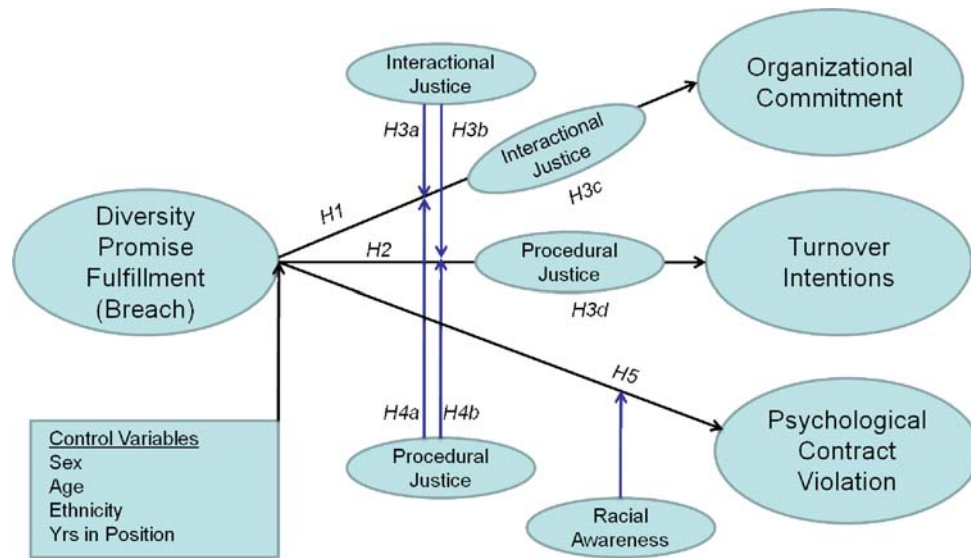 Interactional
Justice
Organizational
Commitment
H3a
H3b
Interactional
Justice
H3c
Diversity
Promise
Fulfillment
(Breach)
H1
H2
Procedural
Justice
H3d
Turnover
Intentions
H5
H4a
H4b
Control Variables
Sex
Age
Ethnicity
Yrs in Position
Procedural
Justice
Racial
Awareness
Psychological
Contract
Violation